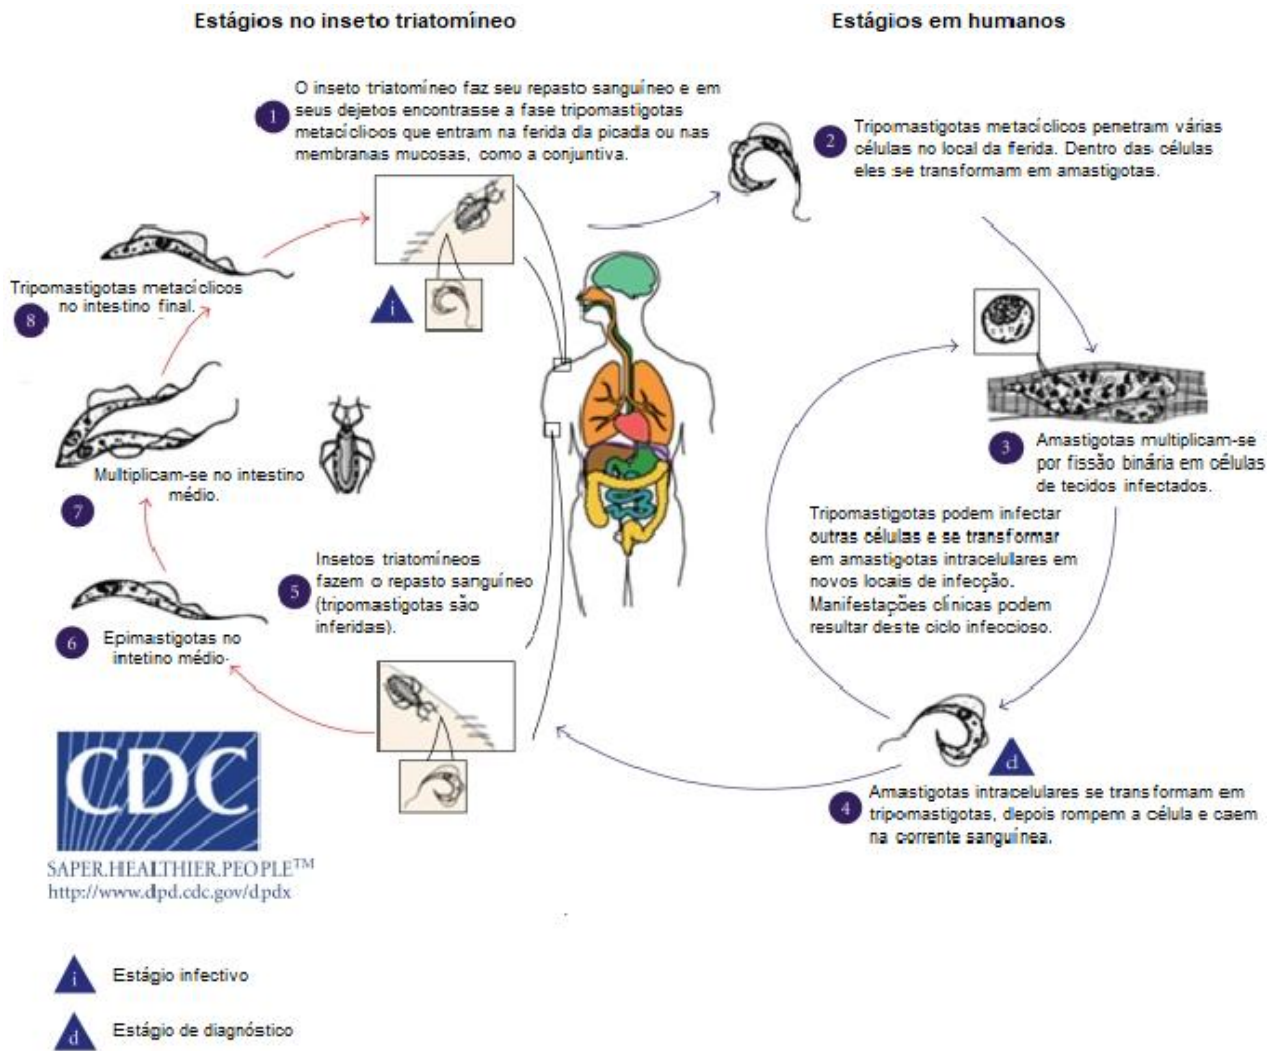 Estágios no inseto triatomíneo
Estágios em humanos
1
O inseto triatomíneo faz seu repasto sanguíneo e em
seus dejetos encontrasse a fase tripomastigotas
metacíclicos que entram na ferida da picada ou nas
membranais mucosas, como a conjuntiva.
2
Tripomastigotas metacíclicos penetram várias
células no local da ferida. Dentro das células
eles se transformam em amastigotas.
i
Tripomastigotas metacíclicos
no intestino final.
8
3
Amastigotas multiplicam-se
por fissão binária em células
de tecidos infectados.
Multiplicam-se no intestino
médio.
7
Tripomastigotas podem infectar
outras células e se transformar
em amastigotas intracelulares em
novos locais de infecção.
Manifestações clínicas podem
resultar deste ciclo infeccioso.
5
Insetos triatomíneos
fazem o repasto sanguíneo
(tripomastigotas são
inferidas).
6
Epimastigotas no
intetino médio
d
4
Amastigotas intracelulares se transformam em
tripomastigotas, depois rompem a célula e caem
na corrente sanguínea.
CDC
SAPER.HEALTHIER.PEOPLE™
http://www.dpd.cdc.gov/dpdx
i
Estágio infectivo
d
Estágio de diagnóstico